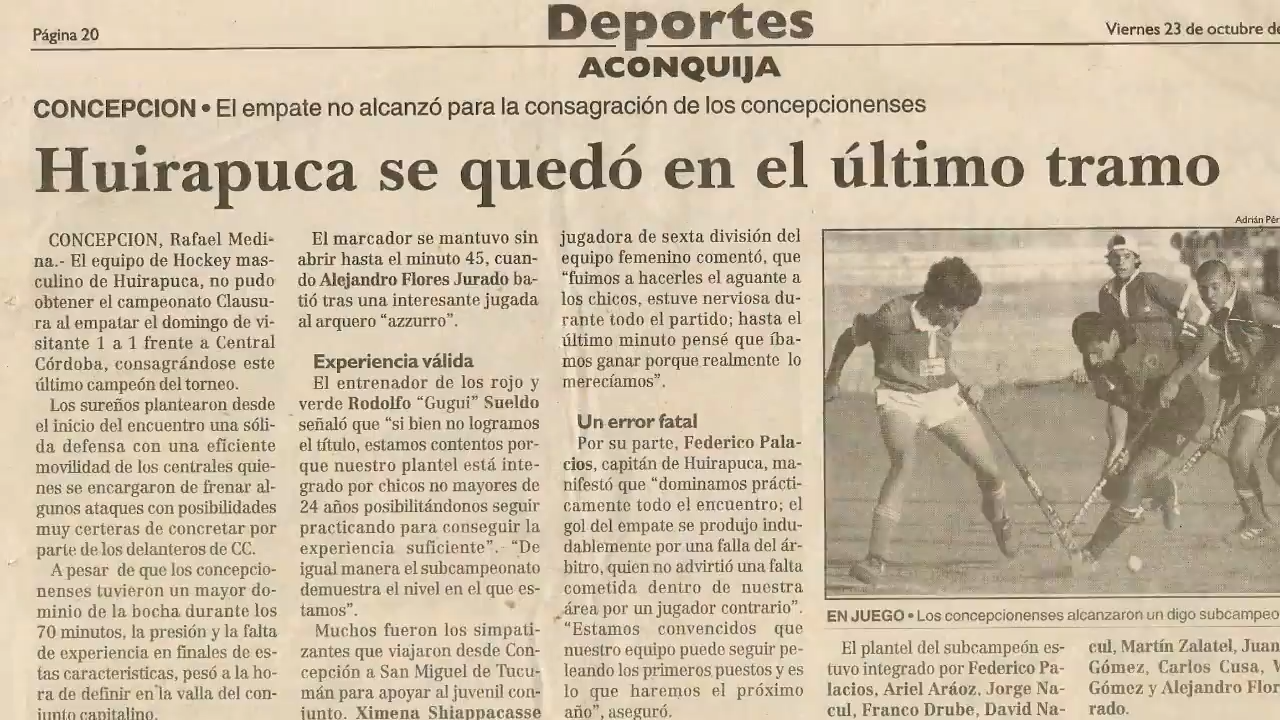 Página 20
Deportes
Viernes 23 de octubre de
ACONQUIJA
CONCEPCION • El empate no alcanzó para la consagración de los concepcionenses
Huirapuca se quedó en el último tramo
CONCEPCION, Rafael Medi-
na.- El equipo de Hockey mas-
culino de Huirapuca, no pudo
obtener el campeonato Clausu-
ra al empatar el domingo de vi-
sitante 1 a 1 frente a Central
Córdoba, consagrándose este
último campeón del torneo.
Los sureños plantearon desde
el inicio del encuentro una sóli-
da defensa con una eficiente
movilidad de los centrales quie-
nes se encargaron de frenar al-
gunos ataques con posibilidades
muy certeras de concretar por
parte de los delanteros de CC.
A pesar de que los concepcio-
nenses tuvieron un mayor do-
minio de la bocha durante los
70 minutos, la presión y la falta
de experiencia en finales de es-
tas caracteristicas, pesó a la ho-
ra de definir en la valla del con-
junto capitalino.
El marcador se mantuvo sin
abrir hasta el minuto 45, cuan-
do Alejandro Flores Jurado ba-
tió tras una interesante jugada
al arquero “azzurro”.
Experiencia válida
El entrenador de los rojo y
verde Rodolfo “Gugui” Sueldo
señaló que “si bien no logramos
el título, estamos contentos por-
que nuestro plantel está inte-
grado por chicos no mayores de
24 años posibilitándonos seguir
practicando para conseguir la
experiencia suficiente”. “De
igual manera el subcampeonato
demuestra el nivel en el que es-
tamos”.
Muchos fueron los simpati-
zantes que viajaron desde Con-
cepción a San Miguel de Tucu-
mán para apoyar al juvenil con-
junto. Ximena Shiappacasse
jugadora de sexta división del
equipo femenino comentó, que
“fuimos a hacerles el aguante a
los chicos, estuve nerviosa du-
rante todo el partido; hasta el
último minuto pensé que íba-
mos ganar porque realmente lo
merecíamos”.
Un error fatal
Por su parte, Federico Pala-
cios, capitán de Huirapuca, ma-
nifestó que “dominamos prácti-
camente todo el encuentro; el
gol del empate se produjo indu-
dablemente por una falla del ár-
bitro, quien no advirtió una falta
cometida dentro de nuestra
área por un jugador contrario”.
“Estamos convencidos que
nuestro equipo puede seguir pe-
leando los primeros puestos y es
lo que haremos el próximo
año”, aseguró.
Adrián Pér
EN JUEGO • Los concepcionenses alcanzaron un digo subcampeo
El plantel del subcampeón es-
tuvo integrado por Federico Pa-
lacios, Ariel Aráoz, Jorge Na-
cul, Franco Drube, David Na-
cul, Martín Zalatel, Juan
Gómez, Carlos Cusa, V
Gómez y Alejandro Flor
rado.